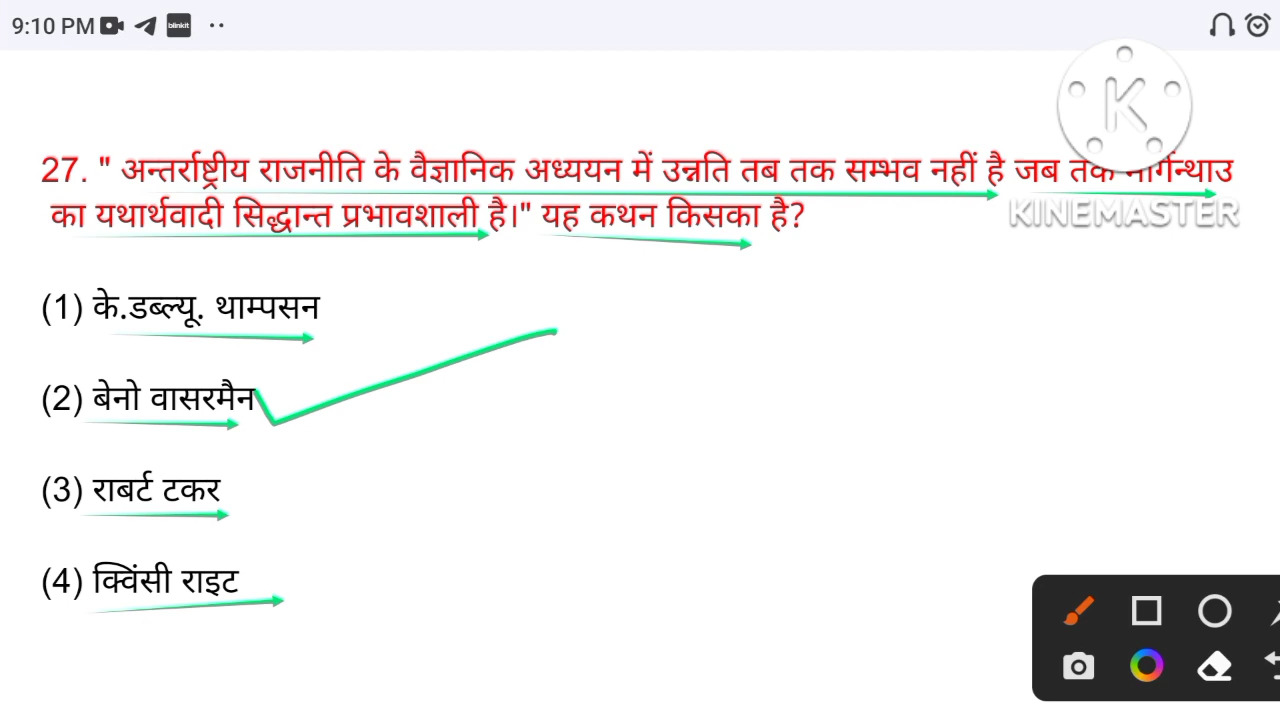 9:10 PM
blinkit
27. " अन्तर्राष्ट्रीय राजनीति के वैज्ञानिक अध्ययन में उन्नति तब तक सम्भव नहीं है जब तक मार्गेन्थाउ
का यथार्थवादी सिद्धान्त प्रभावशाली है।" यह कथन किसका है?
KINEMASTER
(1) के.डब्ल्यू. थाम्पसन
(2) बेनो वासरमैन
(3) राबर्ट टकर
(4) क्विंसी राइट